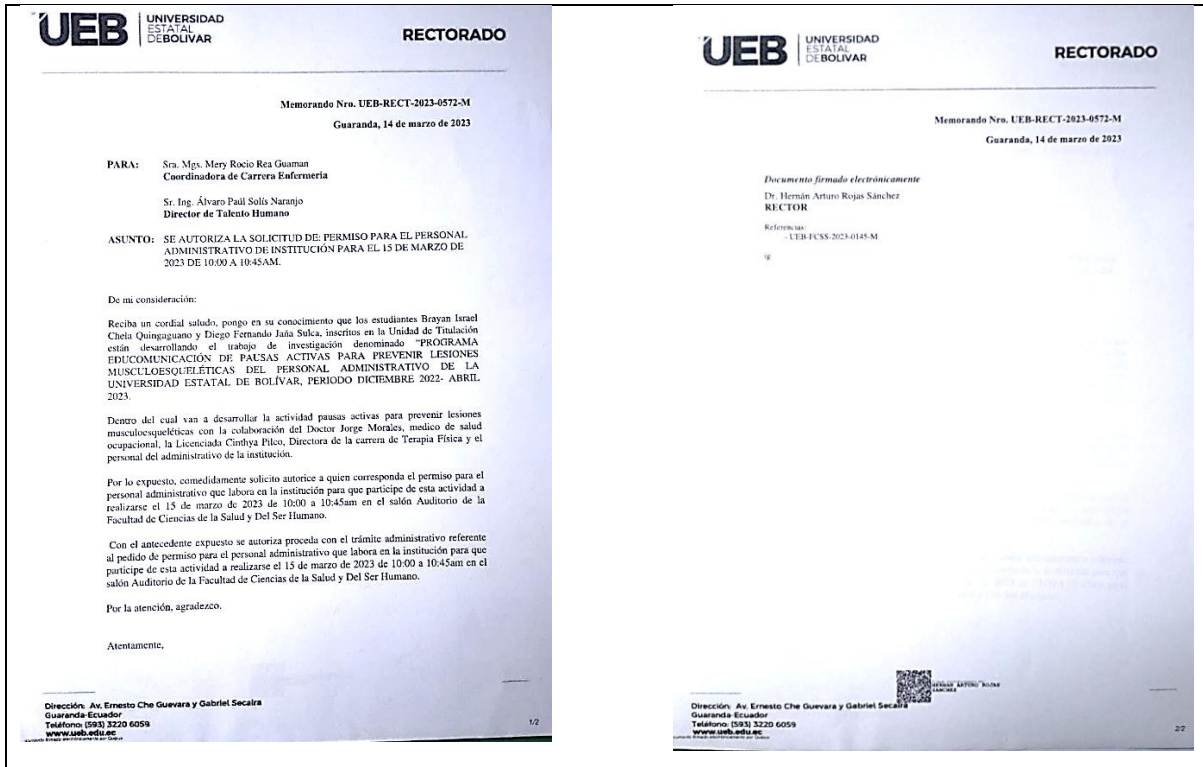 UEB
UNIVERSIDAD
ESTATAL
DE BOLIVAR
RECTORADO
Memorando Nro. UEB-RECT-2023-0572-M
Guaranda, 14 de marzo de 2023
PARA: Sra. Mgs. Mery Rocio Rea Guaman
Coordinadora de Carrera Enfermeria
Sr. Ing. Álvaro Paúl Solís Naranjo
Director de Talento Humano
ASUNTO: SE AUTORIZA LA SOLICITUD DE: PERMISO PARA EL PERSONAL
ADMINISTRATIVO DE INSTITUCIÓN PARA EL 15 DE MARZO DE
2023 DE 10:00 A 10:45AM.
De mi consideración:
Reciba un cordial saludo, pongo en su conocimiento que los estudiantes Brayan Israel
Chela Quingaguano y Diego Fernando Jaña Sulca, inscritos en la Unidad de Titulación
están desarrollando el trabajo de investigación denominado "PROGRAMA
EDUCOMUNICACIÓN DE PAUSAS ACTIVAS PARA PREVENIR LESIONES
MUSCULOESQUELÉTICAS DEL PERSONAL ADMINISTRATIVO DE LA
UNIVERSIDAD ESTATAL DE BOLÍVAR, PERIODO DICIEMBRE 2022- ABRIL
2023.
Dentro del cual van a desarrollar la actividad pausas activas para prevenir lesiones
musculoesqueléticas con la colaboración del Doctor Jorge Morales, medico de salud
ocupacional, la Licenciada Cinthya Pilco, Directora de la carrera de Terapia Física y el
personal del administrativo de la institución.
Por lo expuesto, comedidamente solicito autorice a quien corresponda el permiso para el
personal administrativo que labora en la institución para que participe de esta actividad a
realizarse el 15 de marzo de 2023 de 10:00 a 10:45am en el salón Auditorio de la
Facultad de Ciencias de la Salud y Del Ser Humano.
Con el antecedente expuesto se autoriza proceda con el trámite administrativo referente
al pedido de permiso para el personal administrativo que labora en la institución para que
participe de esta actividad a realizarse el 15 de marzo de 2023 de 10:00 a 10:45am en el
salón Auditorio de la Facultad de Ciencias de la Salud y Del Ser Humano.
Por la atención, agradezco.
Atentamente,
Dirección: Av. Ernesto Che Guevara y Gabriel Secaira
Guaranda-Ecuador
Teléfono: (593) 3220 6059
www.ueb.edu.ec
1/2
UEB
UNIVERSIDAD
ESTATAL
DE BOLIVAR
RECTORADO
Memorando Nro. UEB-RECT-2023-0572-M
Guaranda, 14 de marzo de 2023
Documento firmado electrónicamente
Dr. Hernán Arturo Rojas Sánchez
RECTOR
Referencias:
- UEB-FCSS-2023-0145-M
HERNAN ARTURO ROJAS
SANCHEZ
Dirección: Av. Ernesto Che Guevara y Gabriel Secaira
Guaranda-Ecuador
Teléfono: (593) 3220 6059
www.ueb.edu.ec
2/2